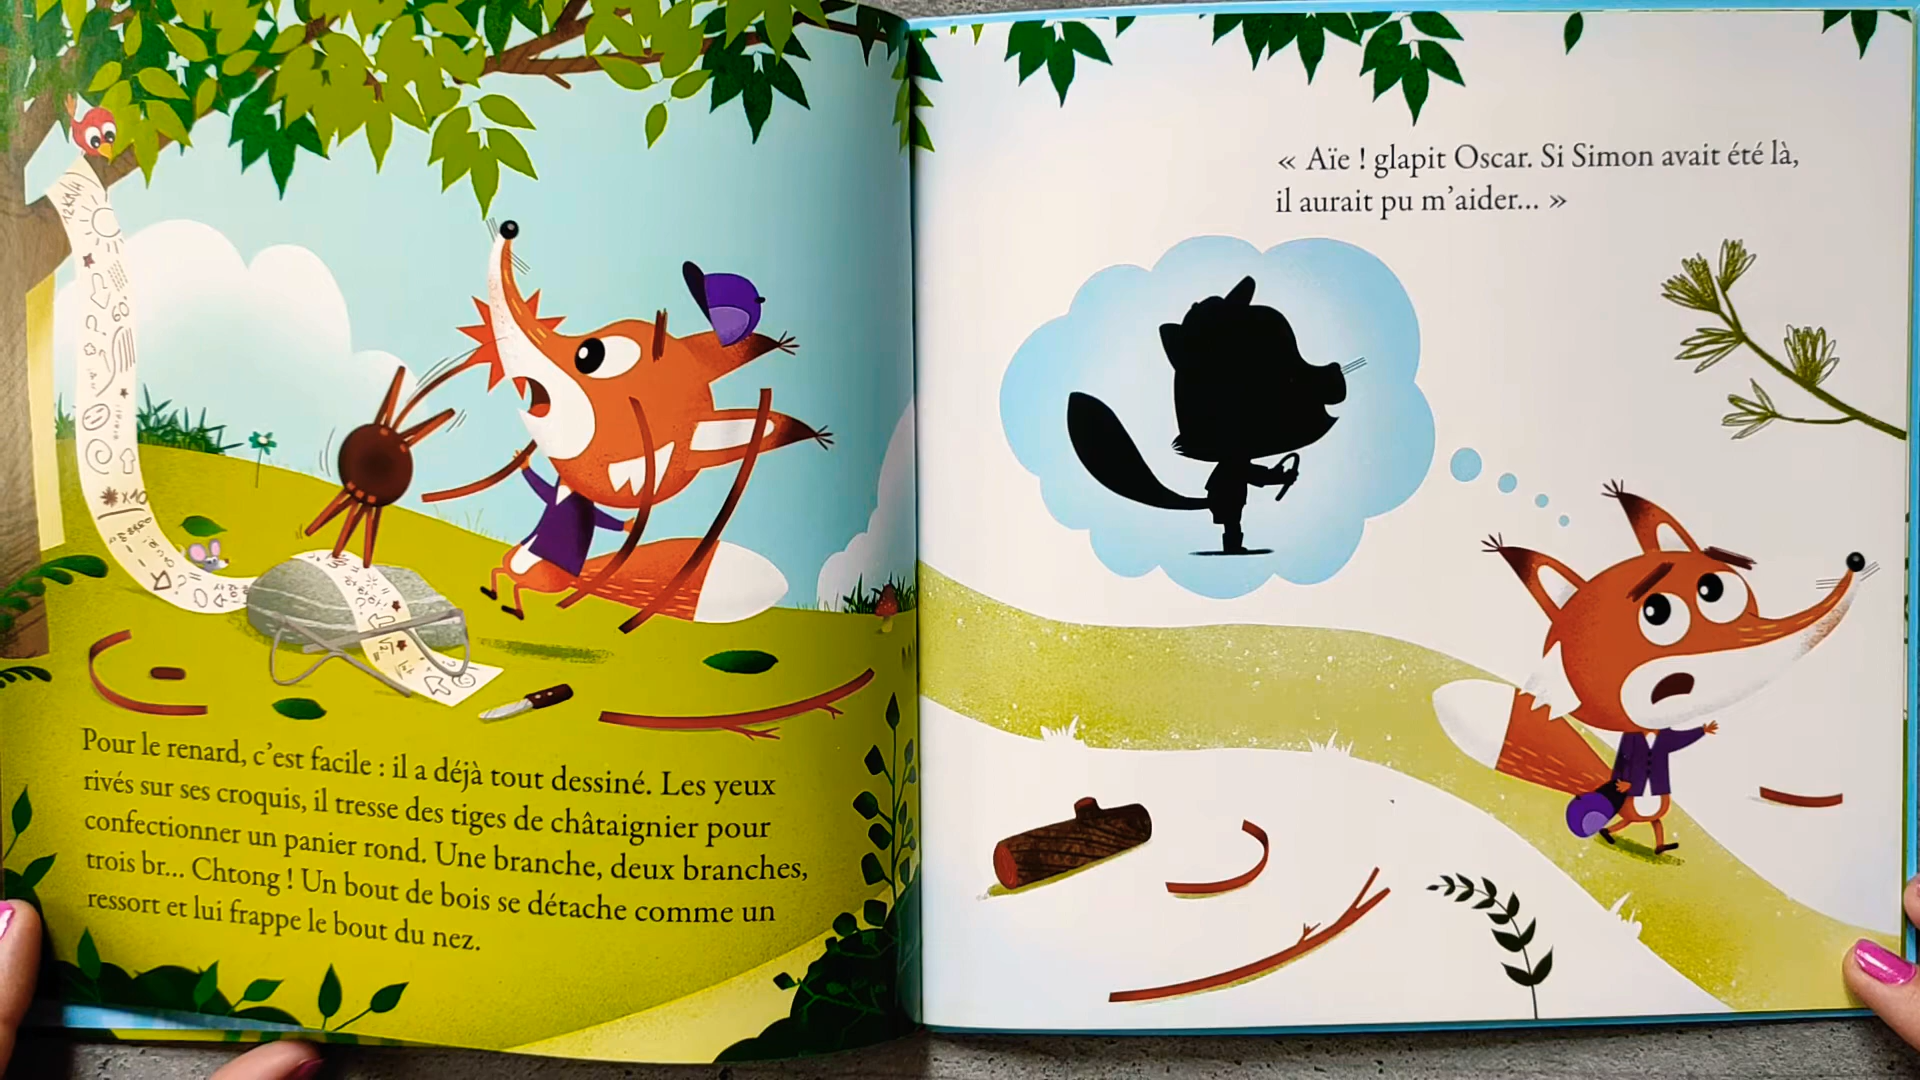 12KN/H
60°
x10
Pour le renard, c’est facile : il a déjà tout dessiné. Les yeux
rivés sur ses croquis, il tresse des tiges de châtaignier pour
confectionner un panier rond. Une branche, deux branches,
trois br... Chtong ! Un bout de bois se détache comme un
ressort et lui frappe le bout du nez.
« Aïe ! glapit Oscar. Si Simon avait été là,
il aurait pu m’aider... »